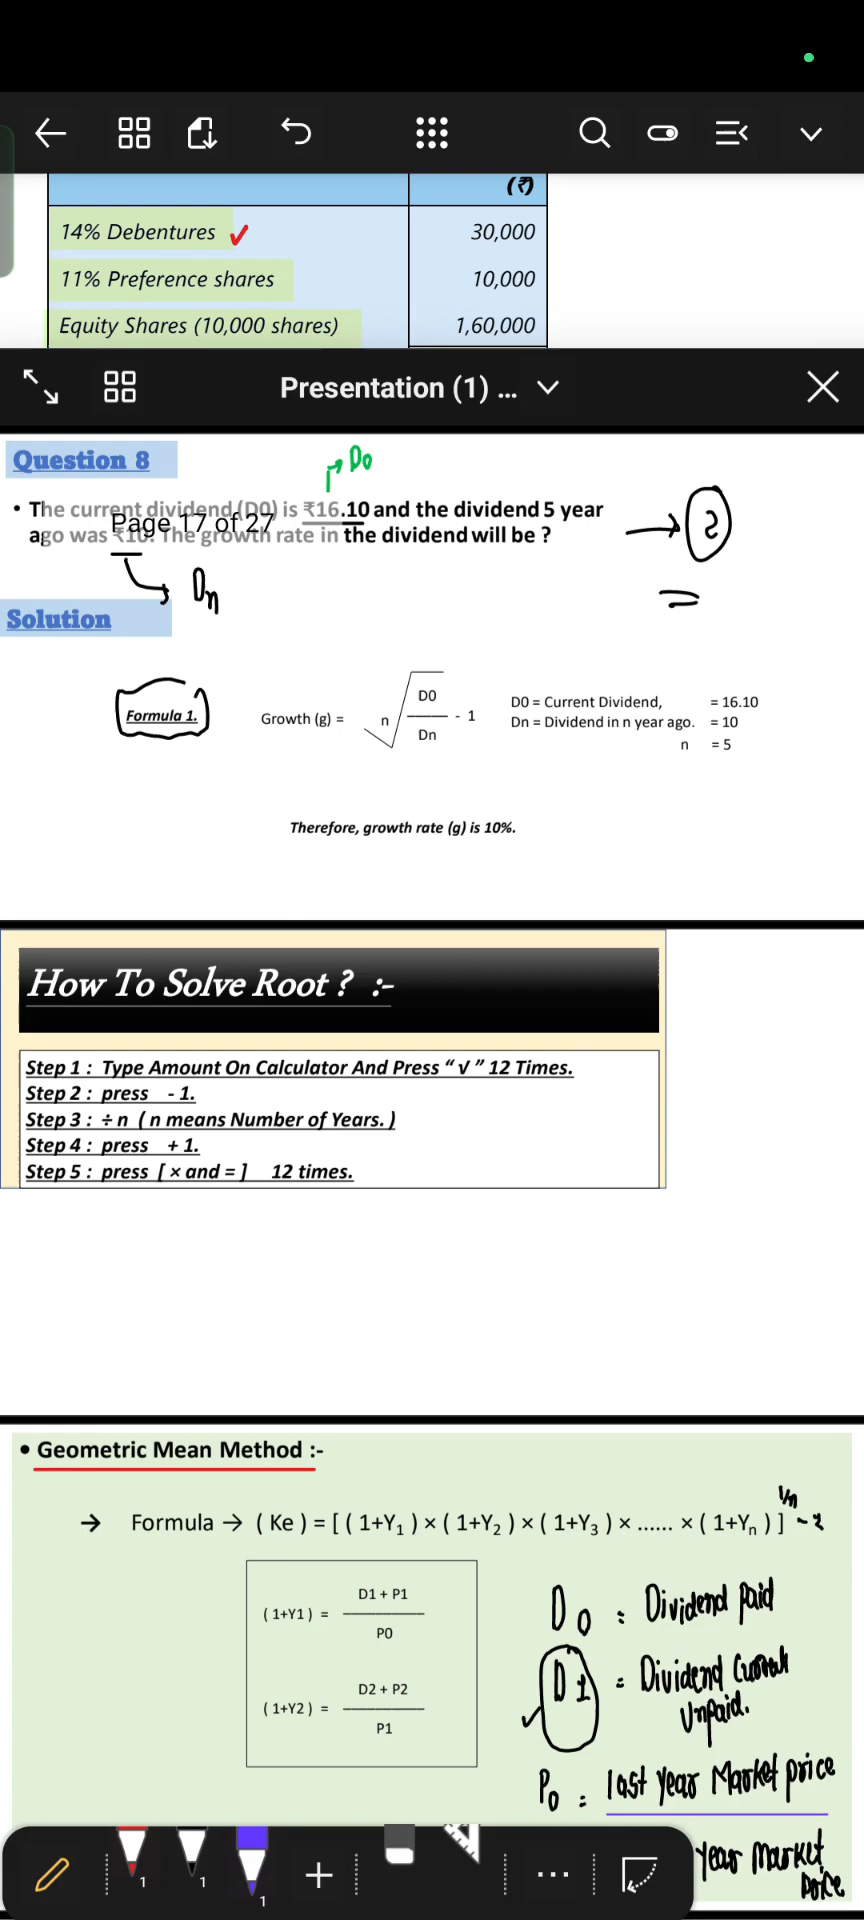 (₹)
14% Debentures ✓
30,000
11% Preference shares
10,000
Equity Shares (10,000 shares)
1,60,000
Presentation (1) ...
Question 8
D0
• The current dividend (D0) is ₹16.10 and the dividend 5 year
ago was ₹10. The growth rate in the dividend will be ?
Page 17 of 27
Dn
Solution
Formula 1.
Growth (g) = n √ D0 / Dn - 1
D0 = Current Dividend, = 16.10
Dn = Dividend in n year ago. = 10
n = 5
Therefore, growth rate (g) is 10%.
How To Solve Root ? :-
Step 1 : Type Amount On Calculator And Press “ √ ” 12 Times.
Step 2 : press - 1.
Step 3 : ÷ n ( n means Number of Years. )
Step 4 : press + 1.
Step 5 : press [ × and = ] 12 times.
• Geometric Mean Method :-
→ Formula → ( Ke ) = [ ( 1+Y1 ) × ( 1+Y2 ) × ( 1+Y3 ) × ...... × ( 1+Yn ) ] 1/n - 1
( 1+Y1 ) = D1 + P1 / P0
( 1+Y2 ) = D2 + P2 / P1
D0 = Dividend Paid
D1 = Dividend Current
Unpaid.
P0 = last year Market price
year market
price
1
1
1